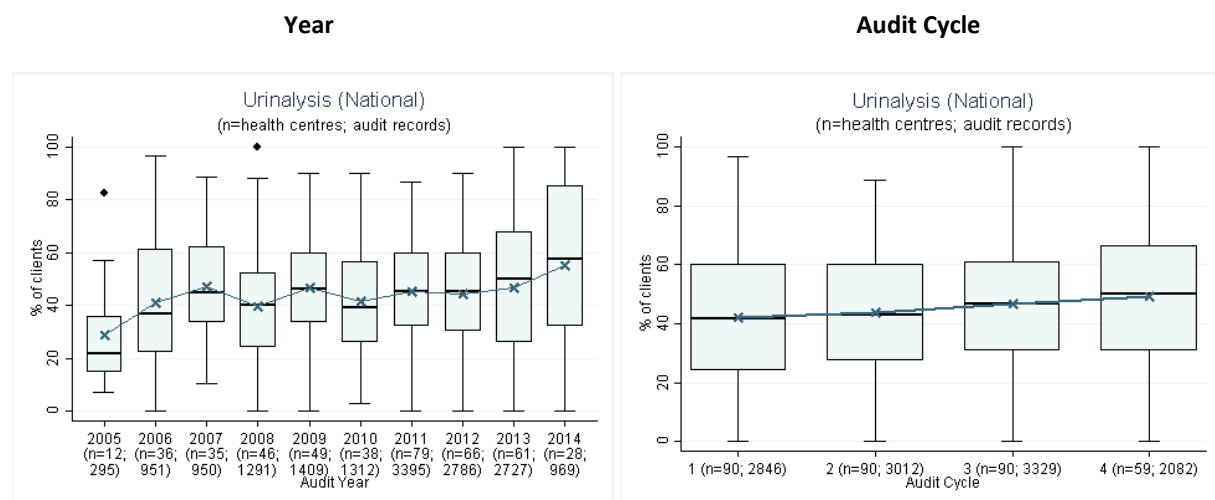 Year
Audit Cycle
Urinalysis (National)
(n=health centres; audit records)
% of clients
100
80
60
40
20
0
2005 2006 2007 2008 2009 2010 2011 2012 2013 2014
(n=12; (n=36; (n=35; (n=46; (n=49; (n=38; (n=79; (n=66; (n=61; (n=28;
295) 951) 950) 1291) 1409) 1312) 3395) 2786) 2727) 969)
Audit Year
Urinalysis (National)
(n=health centres; audit records)
% of clients
100
80
60
40
20
0
1 (n=90; 2846) 2 (n=90; 3012) 3 (n=90; 3329) 4 (n=59; 2082)
Audit Cycle